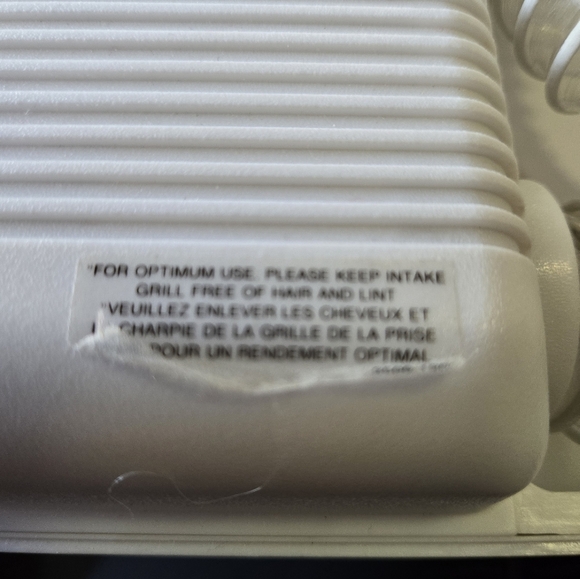 "FOR OPTIMUM USE, PLEASE KEEP INTAKE
GRILL FREE OF HAIR AND LINT
"VEUILLEZ ENLEVER LES CHEVEUX ET
CHARPIE DE LA GRILLE DE LA PRISE
POUR UN RENDEMENT OPTIMAL